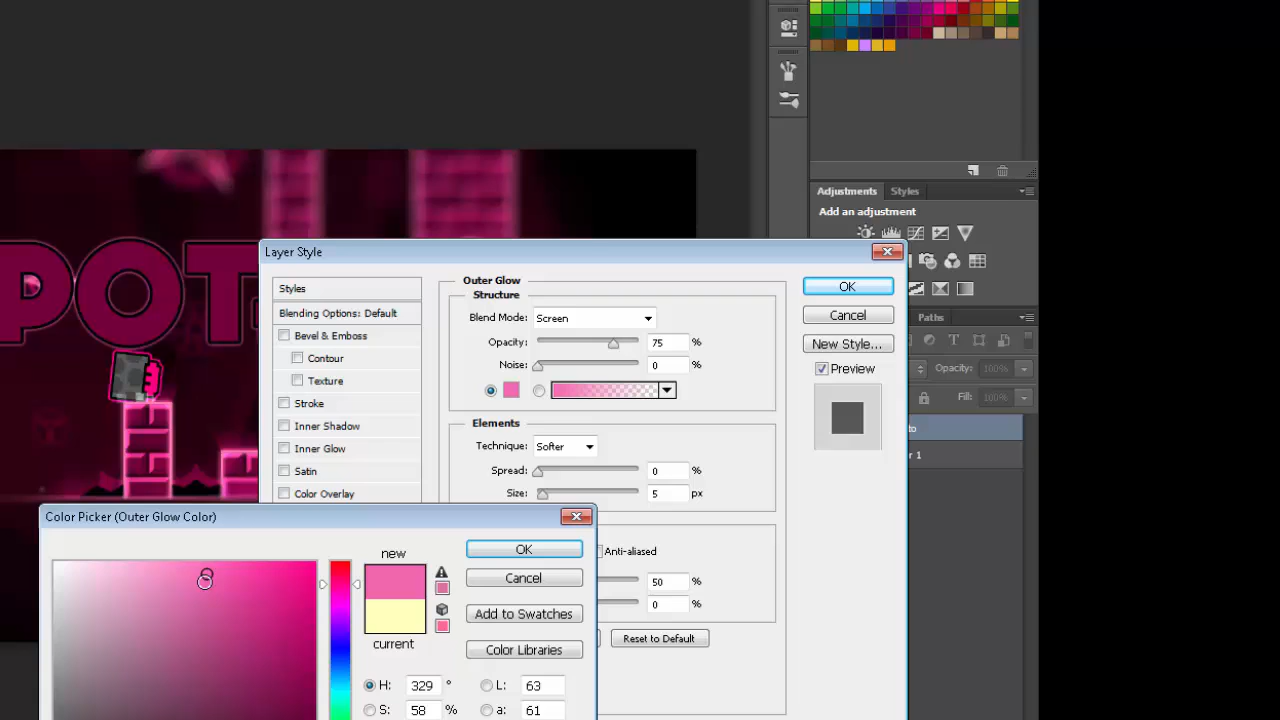 Adjustments Styles
Add an adjustment
POT
Layer Style
Styles
Blending Options: Default
Bevel & Emboss
Contour
Texture
Stroke
Inner Shadow
Inner Glow
Satin
Color Overlay
Outer Glow
Structure
Blend Mode: Screen
Opacity: 75 %
Noise: 0 %
Elements
Technique: Softer
Spread: 0 %
Size: 5 px
Anti-aliased
50 %
0 %
Reset to Default
OK
Cancel
New Style...
Preview
Paths
Opacity: 100%
Fill: 100%
to
r 1
Color Picker (Outer Glow Color)
new
current
OK
Cancel
Add to Swatches
Color Libraries
H: 329 °
L: 63
S: 58 %
a: 61